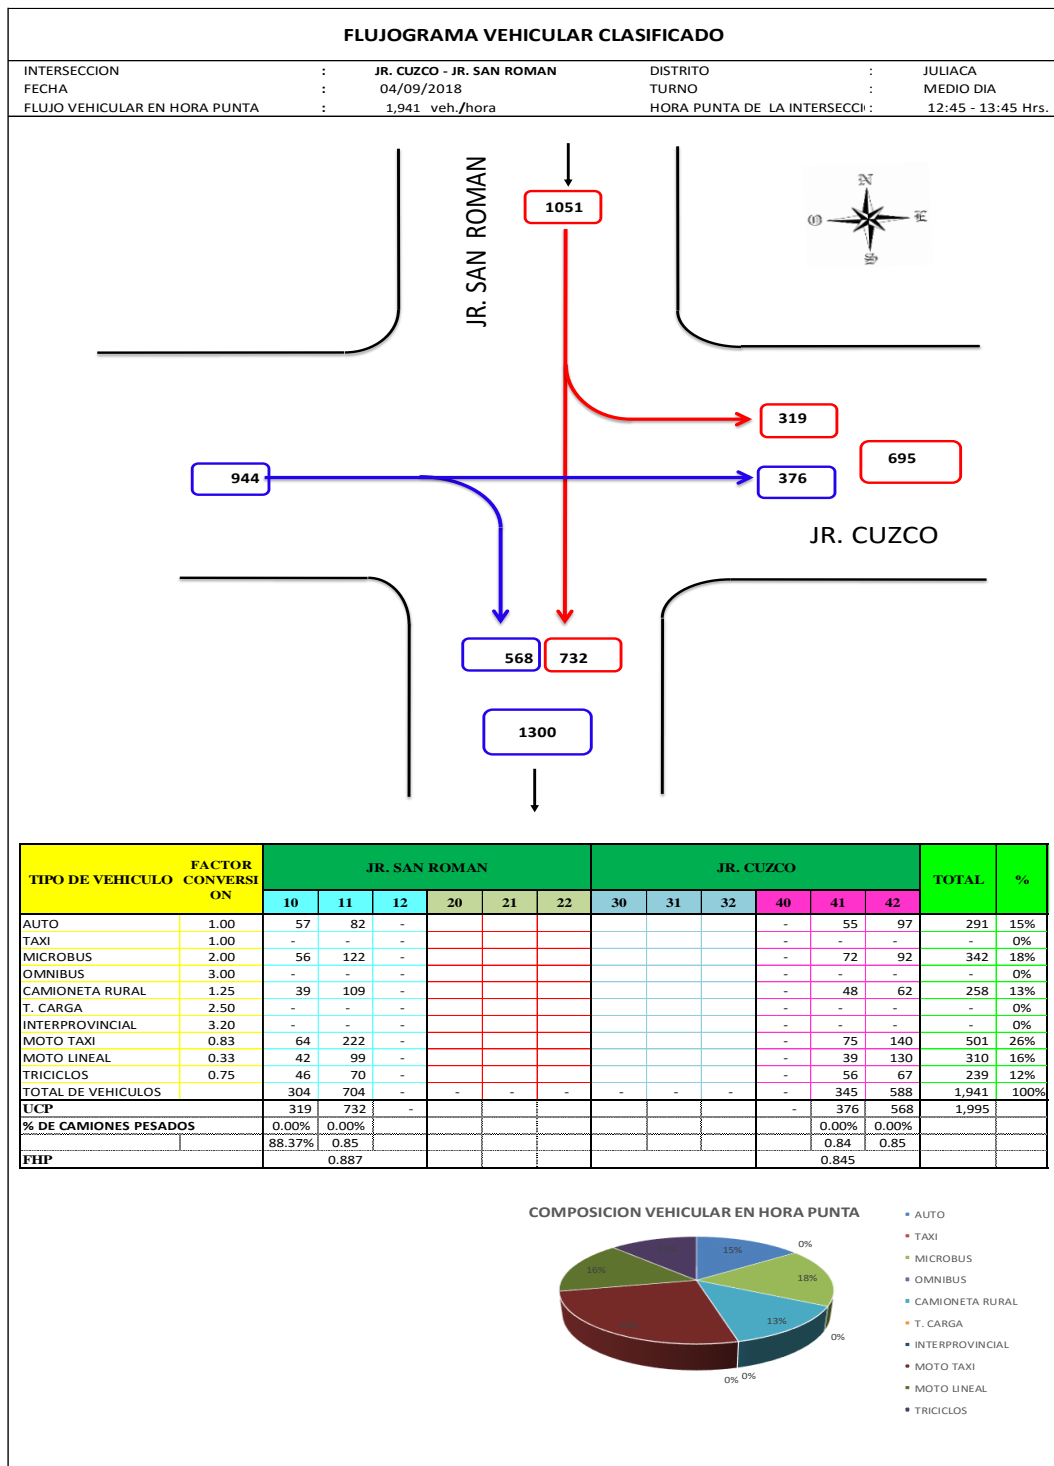 FLUJOGRAMA VEHICULAR CLASIFICADO
INTERSECCION : JR. CUZCO - JR. SAN ROMAN DISTRITO : JULIACA
FECHA : 04/09/2018 TURNO : MEDIO DIA
FLUJO VEHICULAR EN HORA PUNTA : 1,941 veh./hora HORA PUNTA DE LA INTERSECCI : 12:45 - 13:45 Hrs.
JR. SAN ROMAN
1051
N
O E
S
319
695
944
376
JR. CUZCO
568 732
1300
TIPO DE VEHICULO FACTOR CONVERSI ON JR. SAN ROMAN JR. CUZCO TOTAL %
10 11 12 20 21 22 30 31 32 40 41 42
AUTO 1.00 57 82 - - 55 97 291 15%
TAXI 1.00 - - - - - - - 0%
MICROBUS 2.00 56 122 - - 72 92 342 18%
OMNIBUS 3.00 - - - - - - - 0%
CAMIONETA RURAL 1.25 39 109 - - 48 62 258 13%
T. CARGA 2.50 - - - - - - - 0%
INTERPROVINCIAL 3.20 - - - - - - - 0%
MOTO TAXI 0.83 64 222 - - 75 140 501 26%
MOTO LINEAL 0.33 42 99 - - 39 130 310 16%
TRICICLOS 0.75 46 70 - - 56 67 239 12%
TOTAL DE VEHICULOS 304 704 - - - - - - - - 345 588 1,941 100%
UCP 319 732 - - 376 568 1,995
% DE CAMIONES PESADOS 0.00% 0.00% 0.00% 0.00%
88.37% 0.85 0.84 0.85
FHP 0.887 0.845
COMPOSICION VEHICULAR EN HORA PUNTA
15%
0%
18%
0%
13%
0%
0%
16%
AUTO
TAXI
MICROBUS
OMNIBUS
CAMIONETA RURAL
T. CARGA
INTERPROVINCIAL
MOTO TAXI
MOTO LINEAL
TRICICLOS